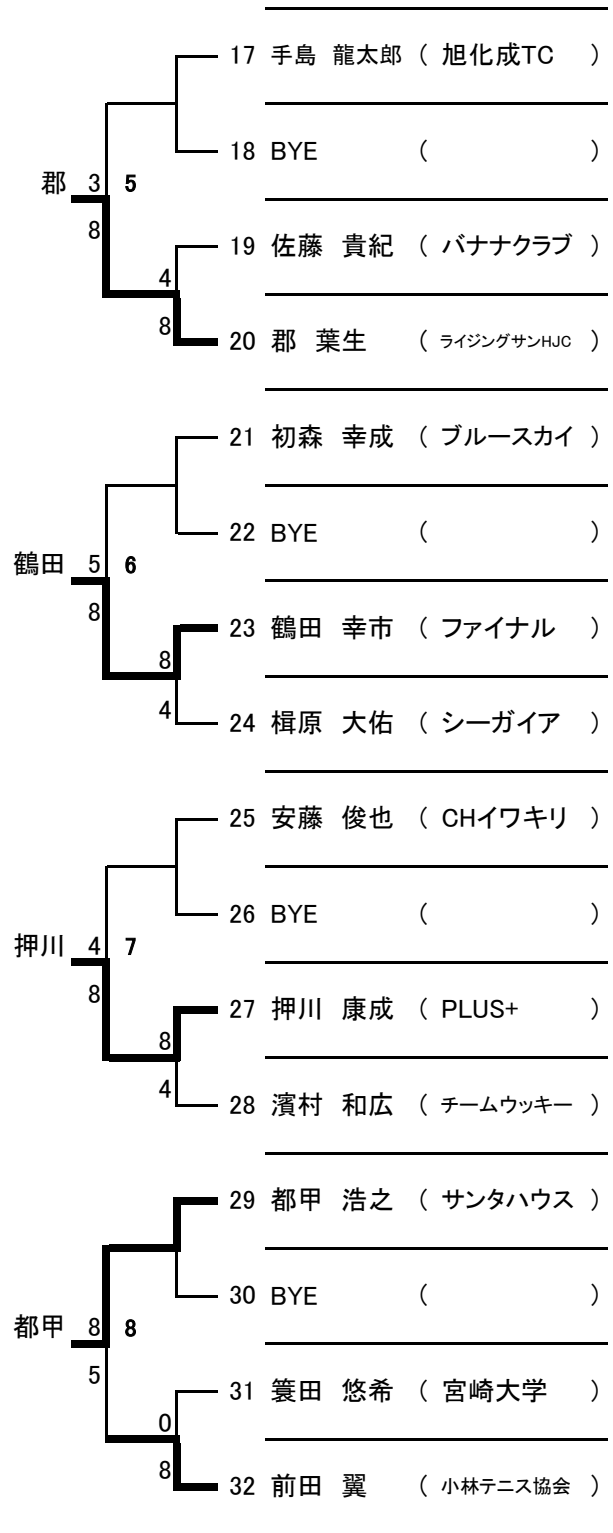 17 手島 龍太郎 ( 旭化成TC )
18 BYE ( )
郡 3 5
8
19 佐藤 貴紀 ( バナナクラブ )
4
8
20 郡 葉生 ( ライジングサンHJC )
21 初森 幸成 ( ブルースカイ )
22 BYE ( )
鶴田 5 6
8
23 鶴田 幸市 ( ファイナル )
8
4
24 楫原 大佑 ( シーガイア )
25 安藤 俊也 ( CHイワキリ )
26 BYE ( )
押川 4 7
8
27 押川 康成 ( PLUS+ )
8
4
28 濱村 和広 ( チームウッキー )
29 都甲 浩之 ( サンタハウス )
30 BYE ( )
都甲 8 8
5
31 簑田 悠希 ( 宮崎大学 )
0
8
32 前田 翼 ( 小林テニス協会 )